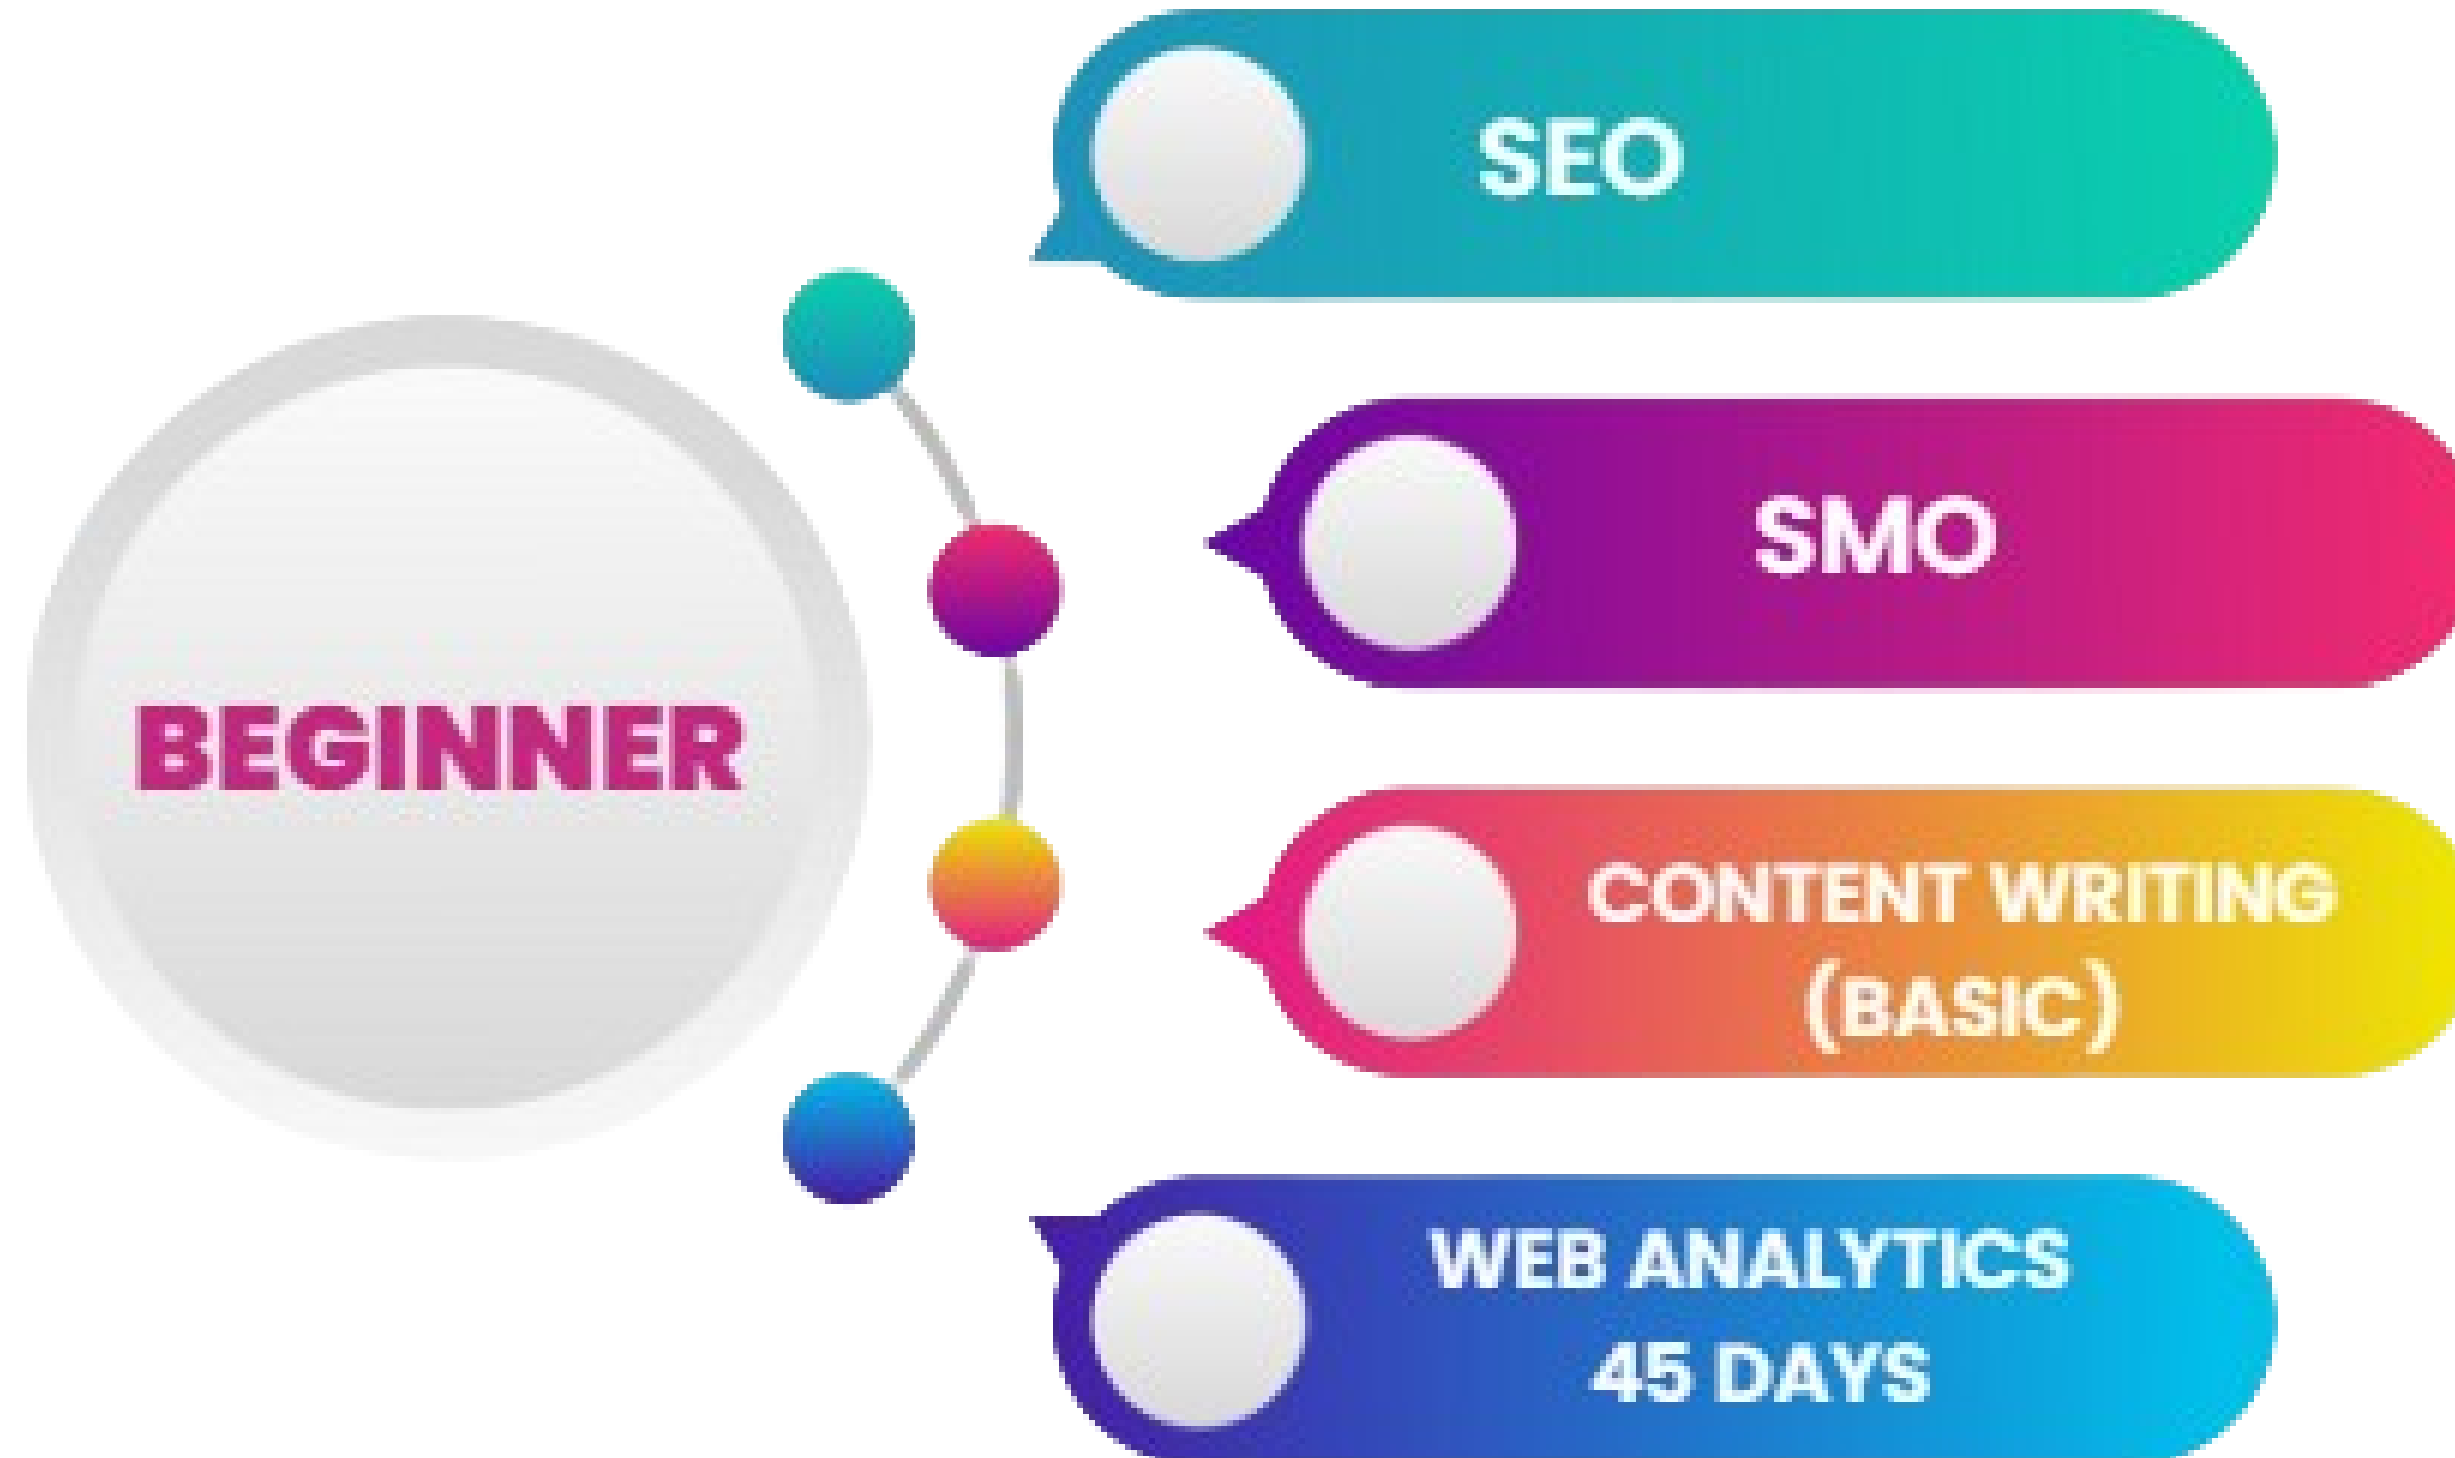 SEO
SMO
BEGINNER
CONTENT WRITING
(BASIC)
WEB ANALYTICS
45 DAYS